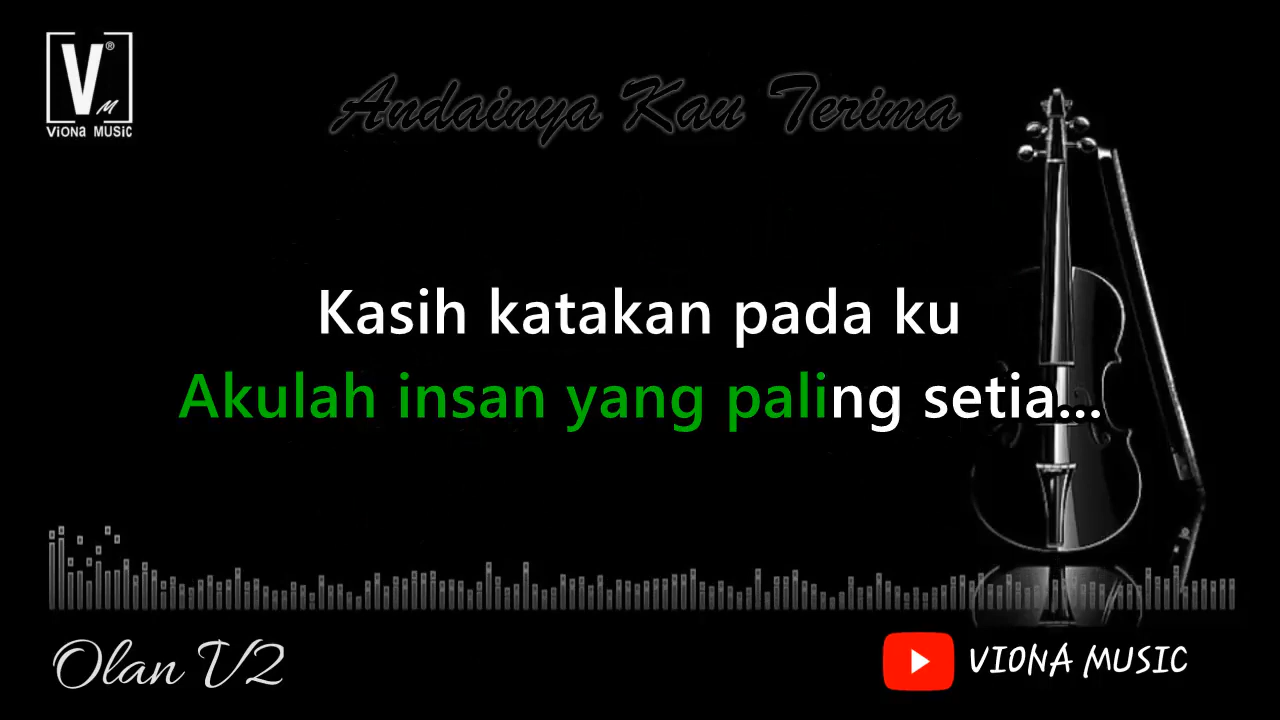 V®
M
VIONA MUSIC
Andainya Kau Terima
Kasih katakan pada ku
Akulah insan yang paling setia...
Olan V2
VIONA MUSIC